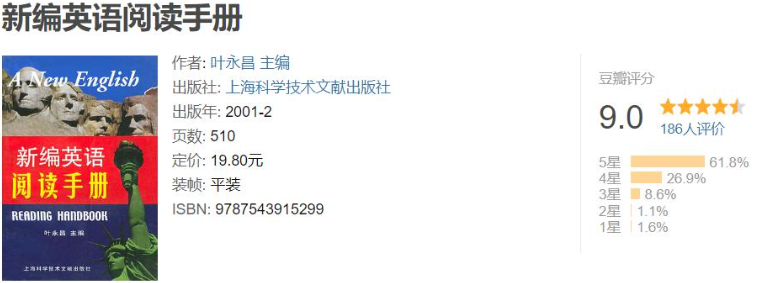 新编英语阅读手册
A New English
新编英语
阅读手册
READING HANDBOOK
叶永昌 主编
上海科学技术文献出版社
作者: 叶永昌 主编
出版社: 上海科学技术文献出版社
出版年: 2001-2
页数: 510
定价: 19.80元
装帧: 平装
ISBN: 9787543915299
豆瓣评分
9.0
186人评价
5星 61.8%
4星 26.9%
3星 8.6%
2星 1.1%
1星 1.6%